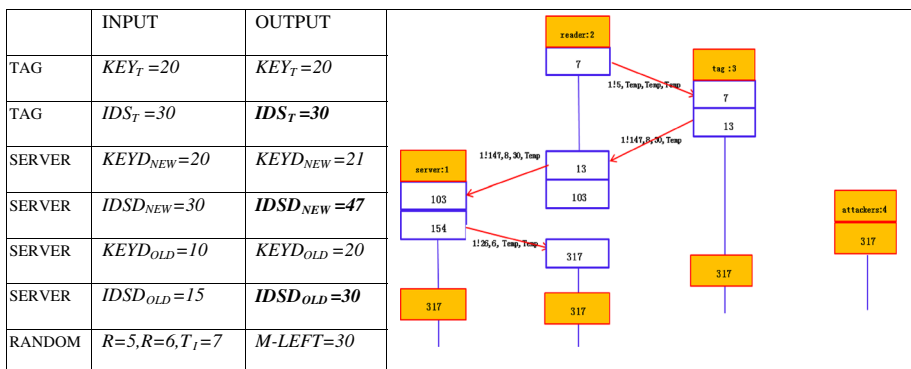 INPUT OUTPUT
TAG KEY_T =20 KEY_T =20
TAG IDS_T =30 IDS_T =30
SERVER KEYD_NEW=20 KEYD_NEW=21
SERVER IDSD_NEW=30 IDSD_NEW=47
SERVER KEYD_OLD=10 KEYD_OLD=20
SERVER IDSD_OLD=15 IDSD_OLD=30
RANDOM R=5,R=6,T_I=7 M-LEFT=30
reader:2
7
tag :3
1!5,Temp,Temp,Temp
7
13
1!147,8,30,Temp
1!147,8,30,Temp
server:1
13
103
103
attackers:4
154
317
1!26,6, Temp,Temp
317
317
317
317